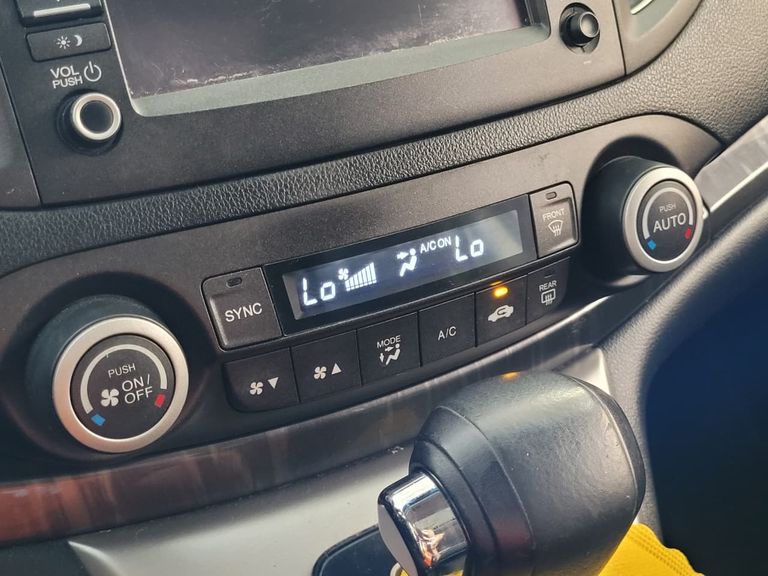 VOL
PUSH
PUSH
AUTO
FRONT
A/C ON
Lo
Lo
SYNC
REAR
A/C
MODE
PUSH
ON/
OFF